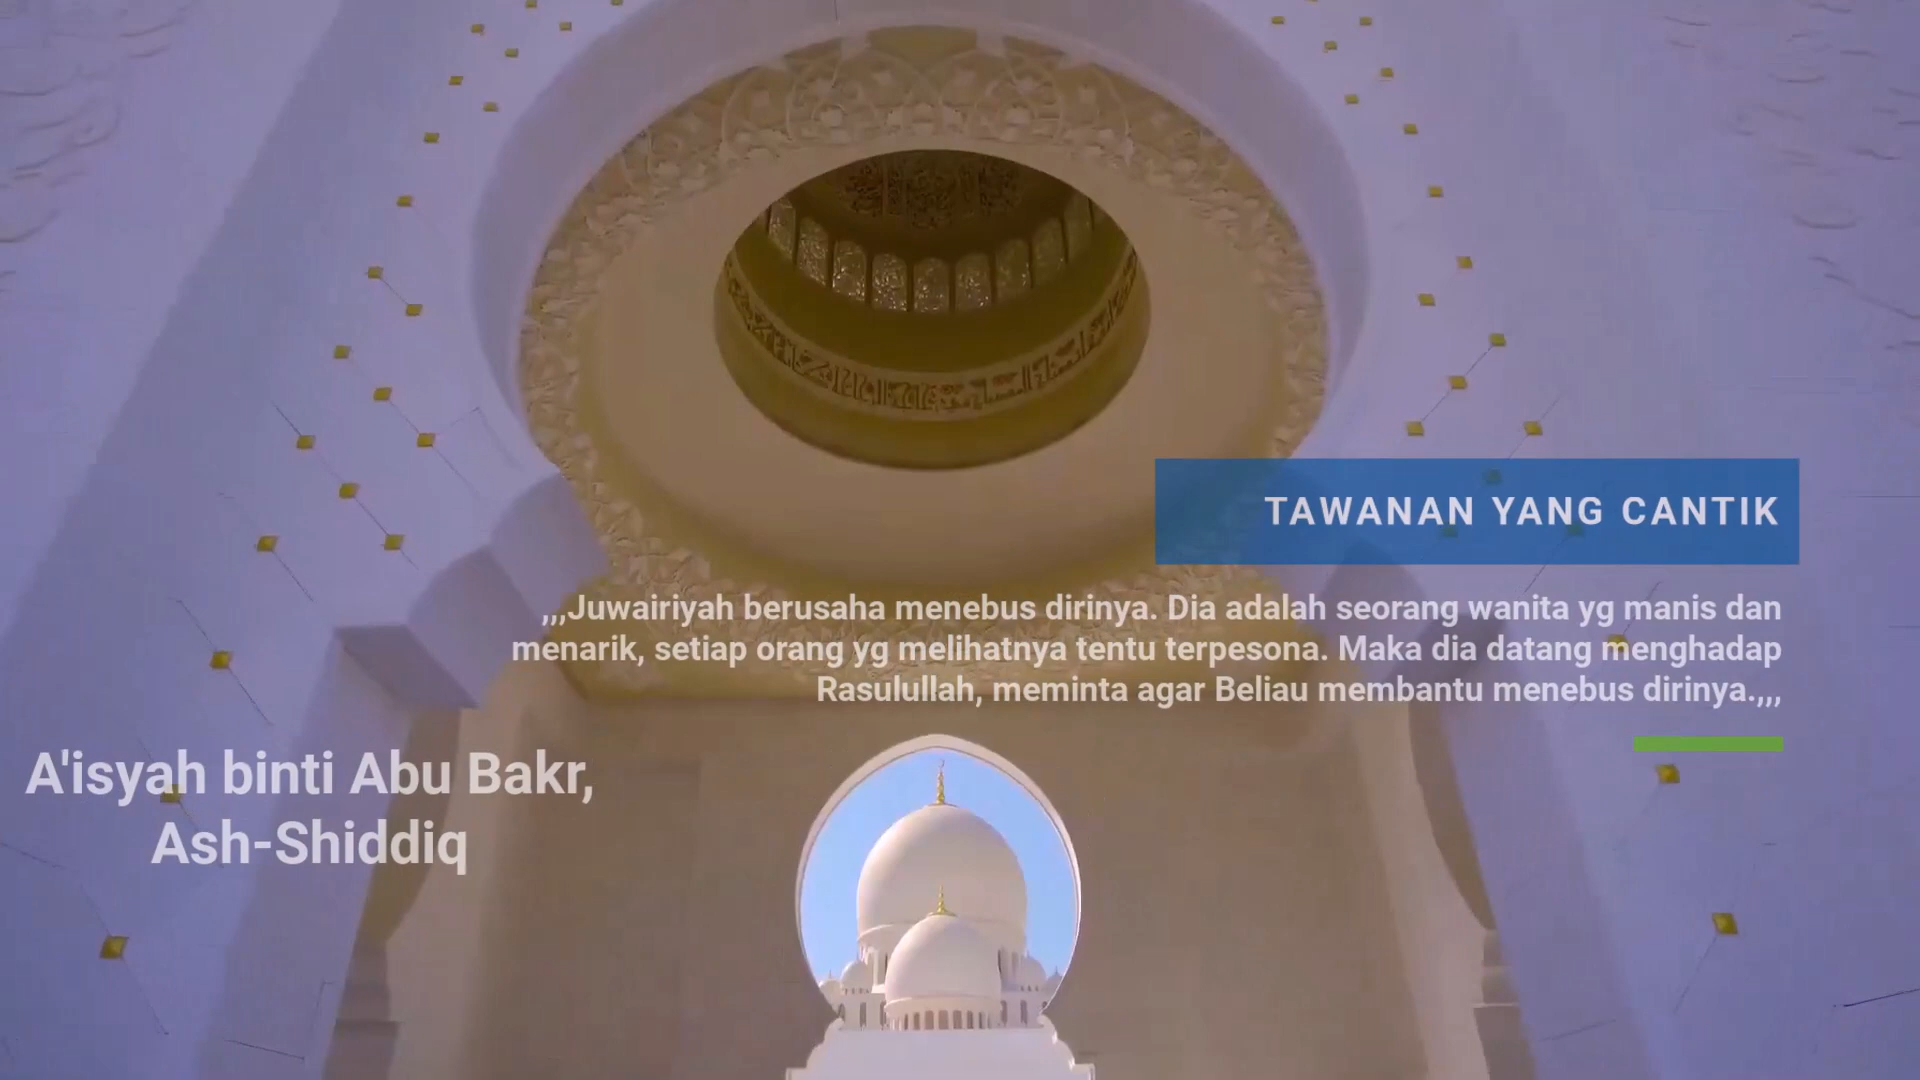 TAWANAN YANG CANTIK
,,,Juwairiyah berusaha menebus dirinya. Dia adalah seorang wanita yg manis dan
menarik, setiap orang yg melihatnya tentu terpesona. Maka dia datang menghadap
Rasulullah, meminta agar Beliau membantu menebus dirinya.,,,
A'isyah binti Abu Bakr,
Ash-Shiddiq